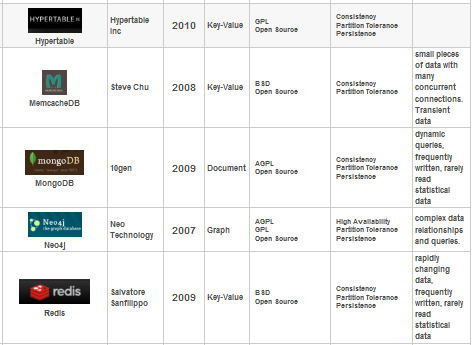 HYPERTABLE INC
Hypertable
Hypertable
Inc
2010
Key-Value
GPL
Open Source
Consistency
Partition Tolerance
Persistence
MemcacheDB
Steve Chu
2008
Key-Value
BSD
Open Source
Consistency
Partition Tolerance
small pieces
of data with
many
concurrent
connections.
Transient
data
mongoDB
MongoDB
10gen
2009
Document
AGPL
Open Source
Consistency
Partition Tolerance
Persistence
dynamic
queries,
frequently
written, rarely
read
statistical
data
Neo4j
the graph database
Neo4j
Neo
Technology
2007
Graph
AGPL
GPL
Open Source
High Availability
Partition Tolerance
Persistence
complex data
relationships
and queries.
redis
Redis
Salvatore
Sanfilippo
2009
Key-Value
BSD
Open Source
Consistency
Partition Tolerance
Persistence
rapidly
changing
data,
frequently
written, rarely
read
statistical
data